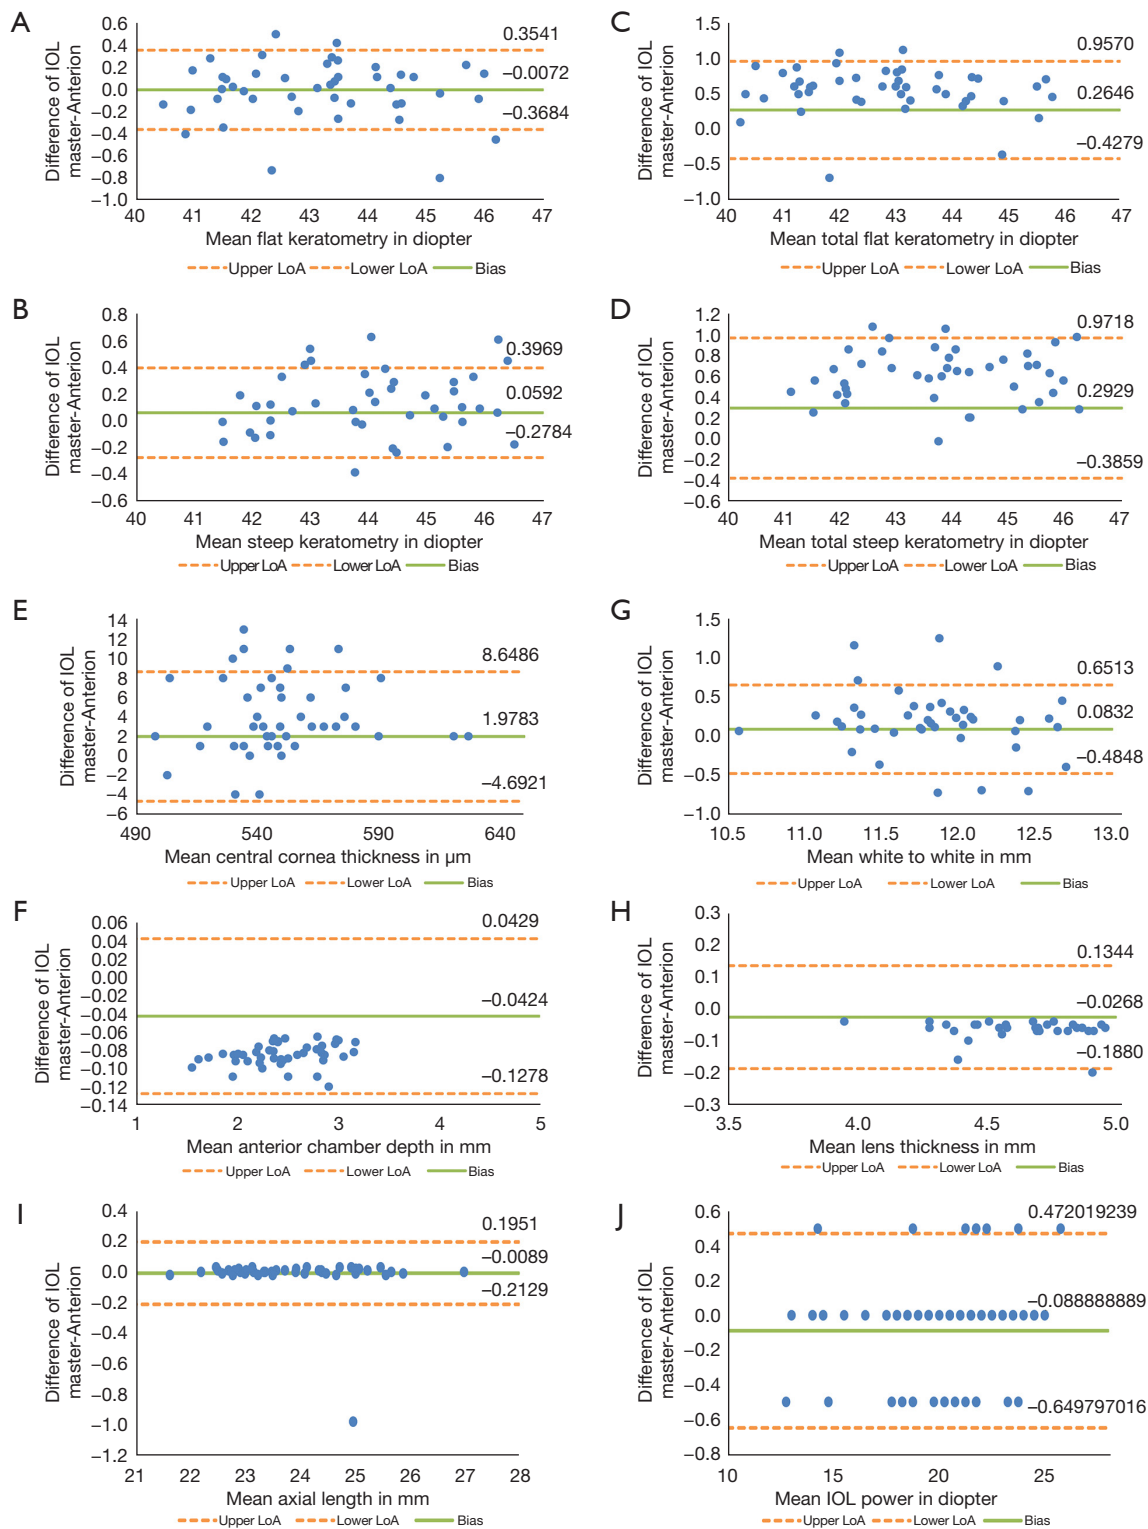 A
Difference of IOL
master-Anterion
0.6
0.4
0.2
0.0
−0.2
−0.4
−0.6
−0.8
−1.0
0.3541
−0.0072
−0.3684
40 41 42 43 44 45 46 47
Mean flat keratometry in diopter
Upper LoA Lower LoA Bias
C
Difference of IOL
master-Anterion
1.5
1.0
0.5
0.0
−0.5
−1.0
0.9570
0.2646
−0.4279
40 41 42 43 44 45 46 47
Mean total flat keratometry in diopter
Upper LoA Lower LoA Bias
B
Difference of IOL
master-Anterion
0.8
0.6
0.4
0.2
0.0
−0.2
−0.4
−0.6
0.3969
0.0592
−0.2784
40 41 42 43 44 45 46 47
Mean steep keratometry in diopter
Upper LoA Lower LoA Bias
D
Difference of IOL
master-Anterion
1.2
1.0
0.8
0.6
0.4
0.2
0.0
−0.2
−0.4
−0.6
0.9718
0.2929
−0.3859
40 41 42 43 44 45 46 47
Mean total steep keratometry in diopter
Upper LoA Lower LoA Bias
E
Difference of IOL
master-Anterion
14
12
10
8
6
4
2
0
−2
−4
−6
8.6486
1.9783
−4.6921
490 540 590 640
Mean central cornea thickness in µm
Upper LoA Lower LoA Bias
G
Difference of IOL
master-Anterion
1.5
1.0
0.5
0.0
−0.5
−1.0
0.6513
0.0832
−0.4848
10.5 11.0 11.5 12.0 12.5 13.0
Mean white to white in mm
Upper LoA Lower LoA Bias
F
Difference of IOL
master-Anterion
0.06
0.04
0.02
0.00
−0.02
−0.04
−0.06
−0.08
−0.10
−0.12
−0.14
0.0429
−0.0424
−0.1278
1 2 3 4 5
Mean anterior chamber depth in mm
Upper LoA Lower LoA Bias
H
Difference of IOL
master-Anterion
0.3
0.2
0.1
0.0
−0.1
−0.2
−0.3
0.1344
−0.0268
−0.1880
3.5 4.0 4.5 5.0
Mean lens thickness in mm
Upper LoA Lower LoA Bias
I
Difference of IOL
master-Anterion
0.4
0.2
0.0
−0.2
−0.4
−0.6
−0.8
−1.0
−1.2
0.1951
−0.0089
−0.2129
21 22 23 24 25 26 27 28
Mean axial length in mm
Upper LoA Lower LoA Bias
J
Difference of IOL
master-Anterion
0.6
0.4
0.2
0.0
−0.2
−0.4
−0.6
−0.8
0.472019239
−0.088888889
−0.649797016
10 15 20 25
Mean IOL power in diopter
Upper LoA Lower LoA Bias